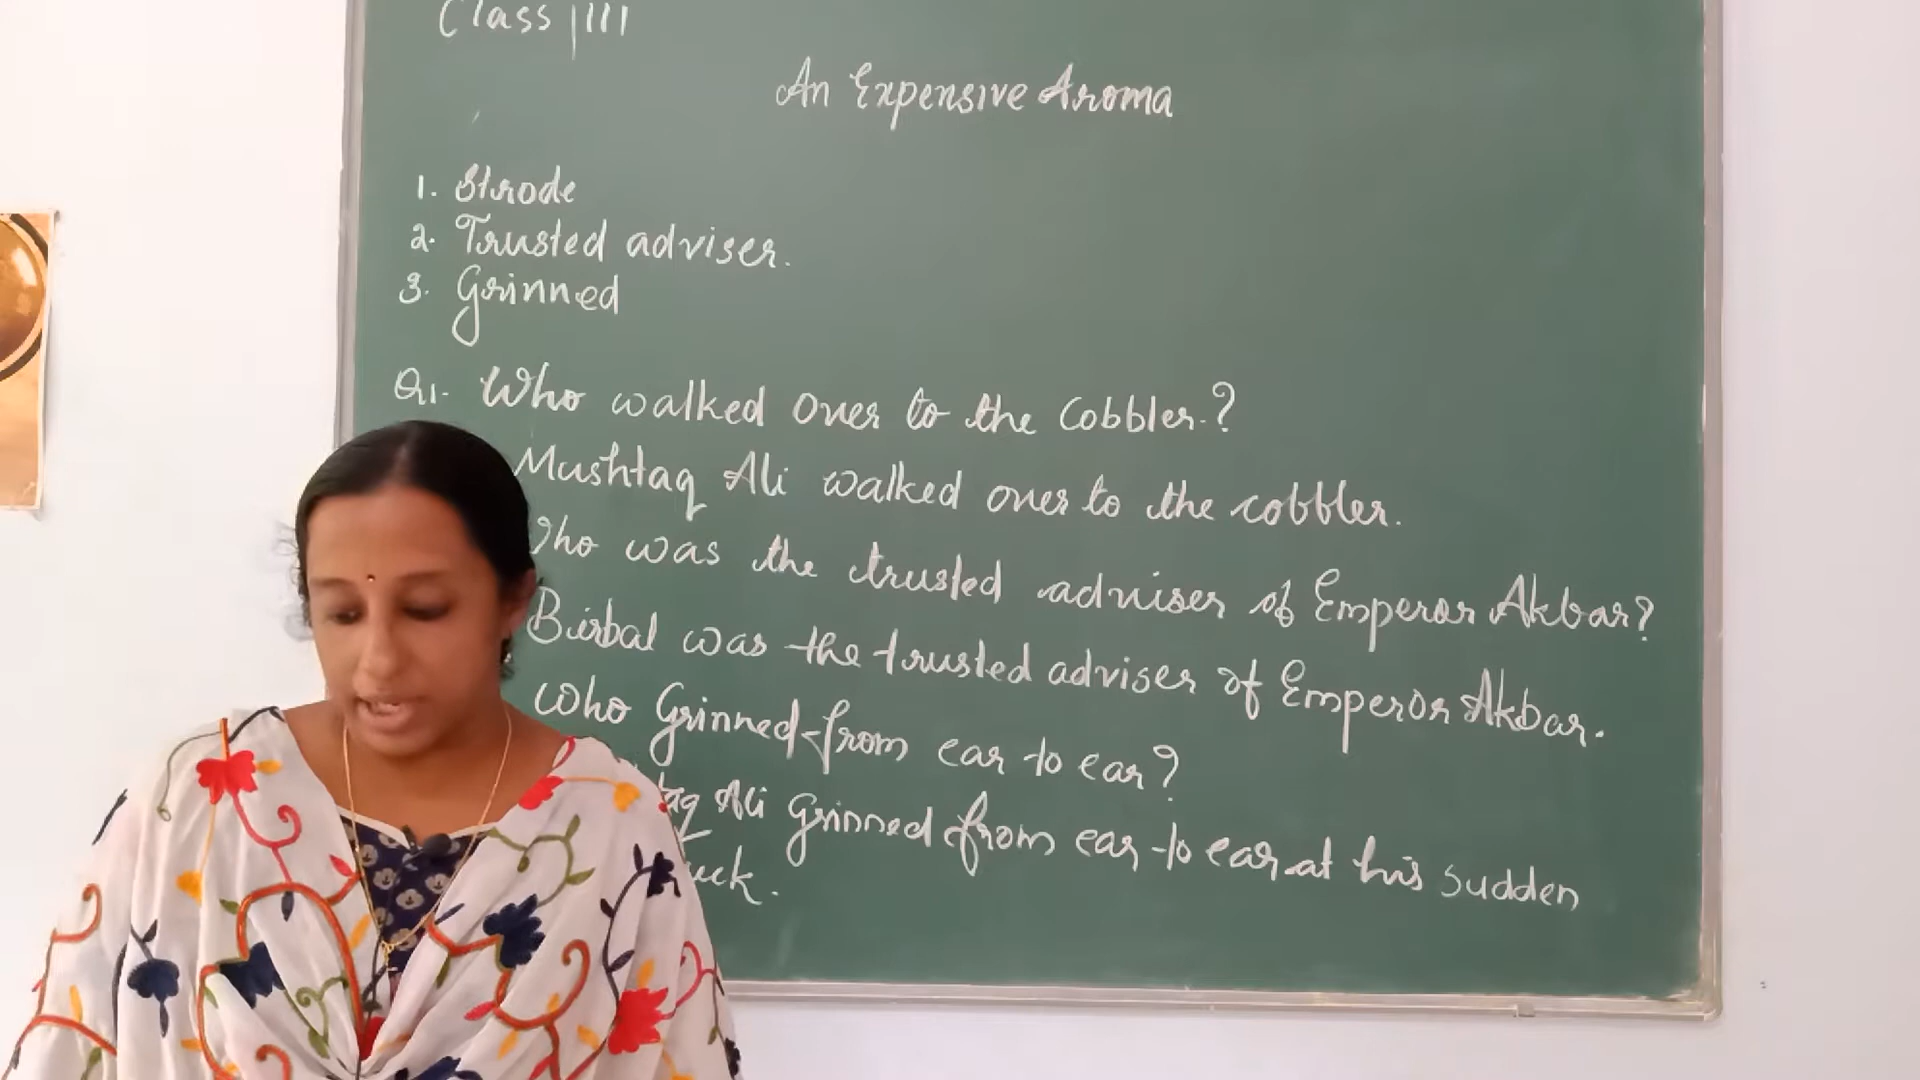 Class III
An Expensive Aroma
1. Strode
2. Trusted adviser.
3. Grinned
Q1. Who walked over to the Cobbler.?
Mushtaq Ali walked over to the cobbler.
Who was the trusted adviser of Emperor Akbar?
Birbal was the trusted adviser of Emperor Akbar.
Who Grinned from ear to ear?
Ali Grinned from ear to ear at his sudden